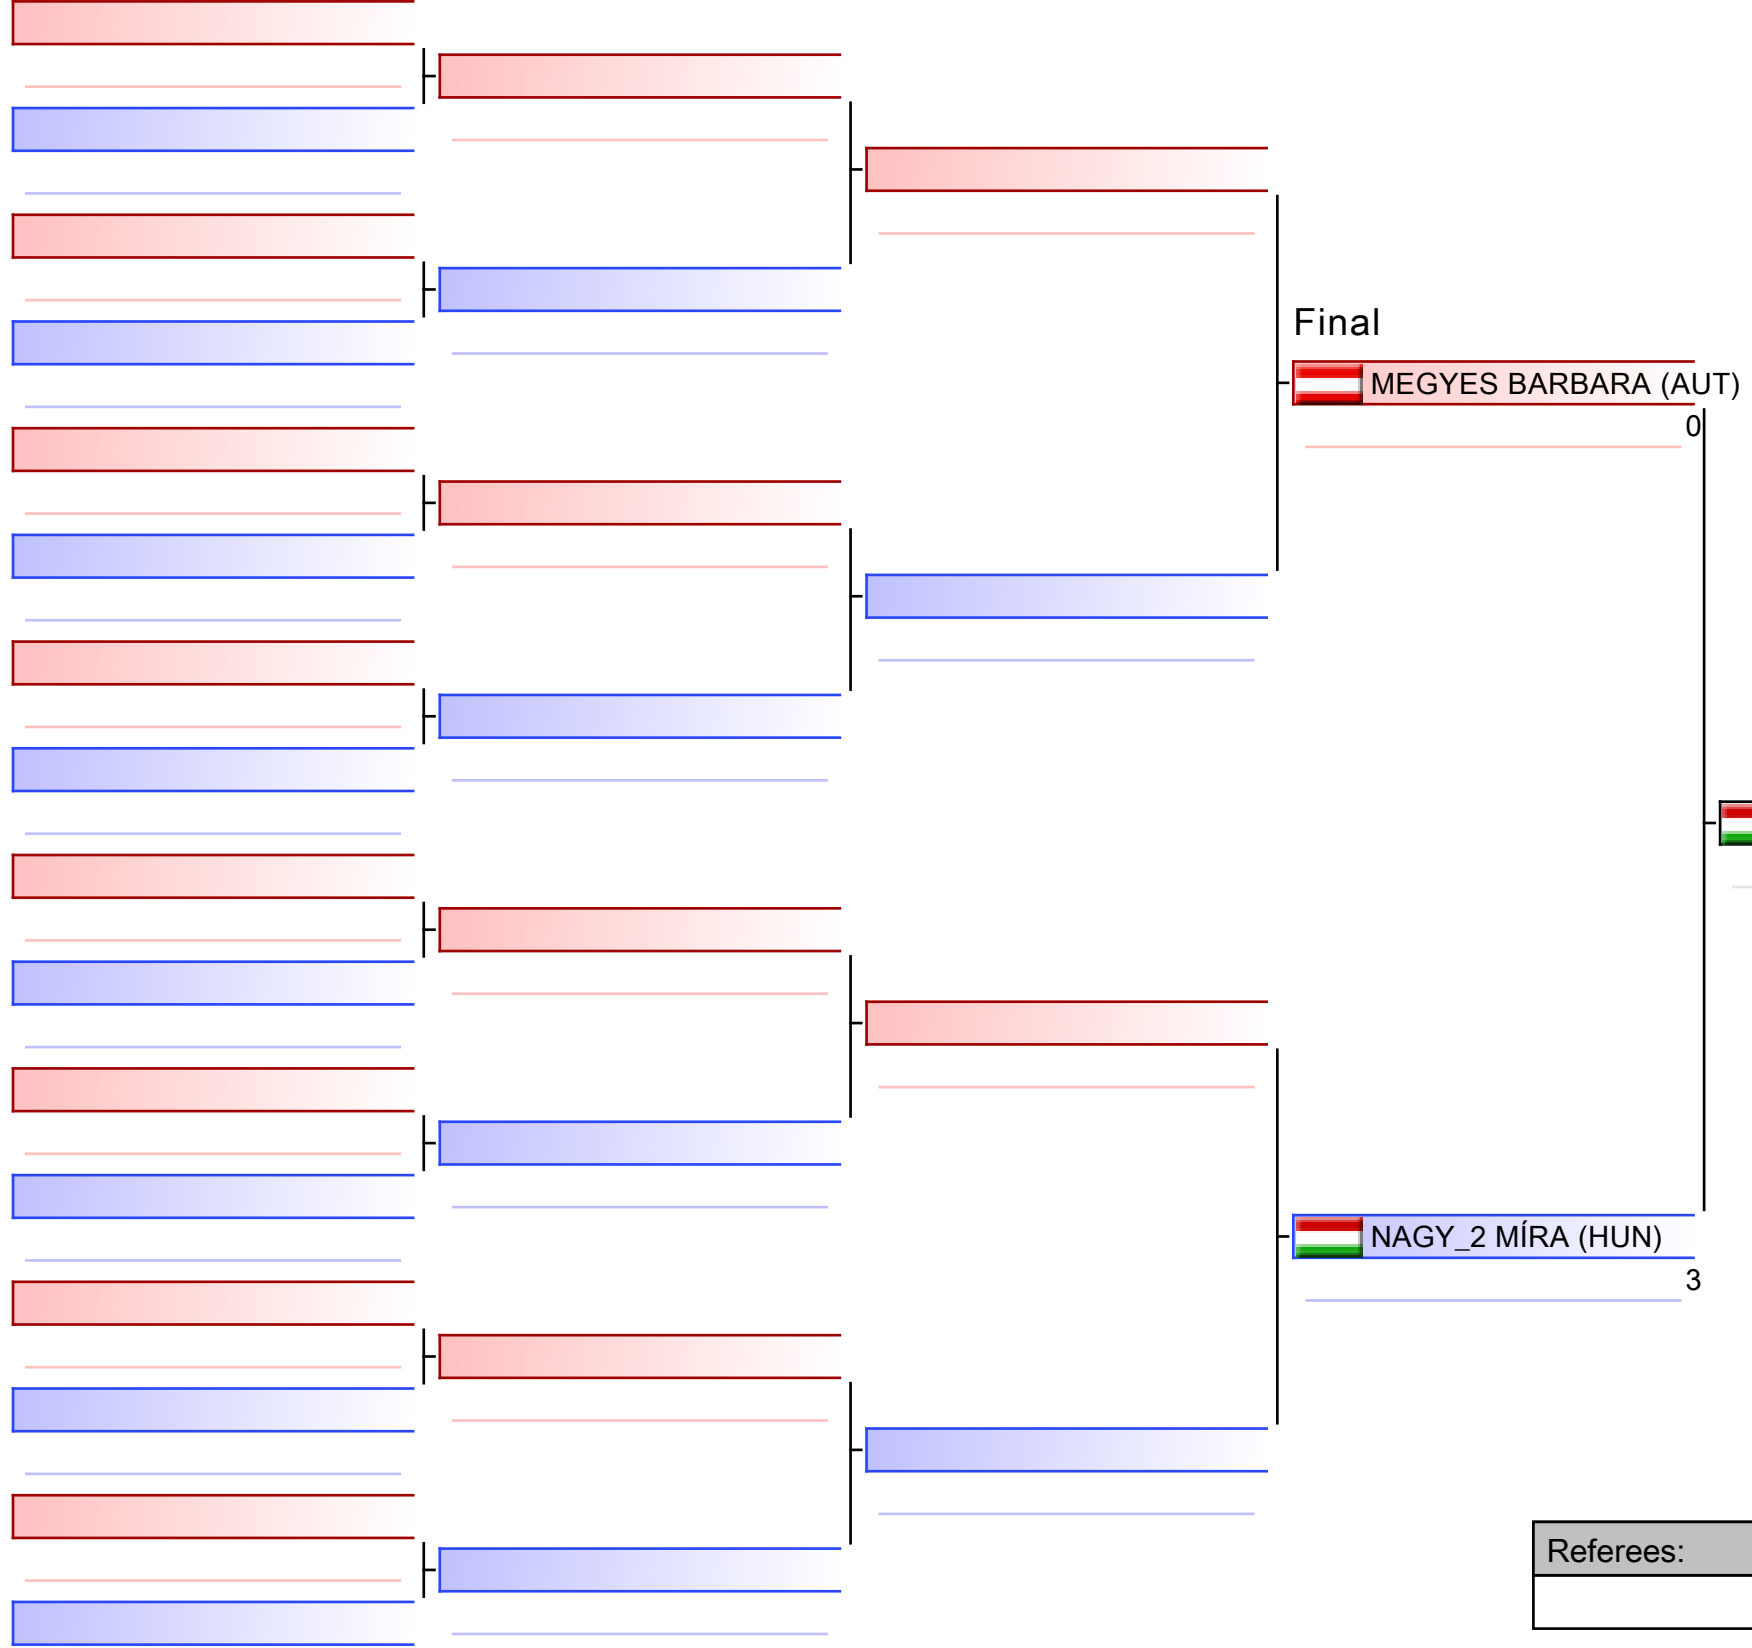 Final
MEGYES BARBARA (AUT)
0
NAGY_2 MÍRA (HUN)
3
Referees: